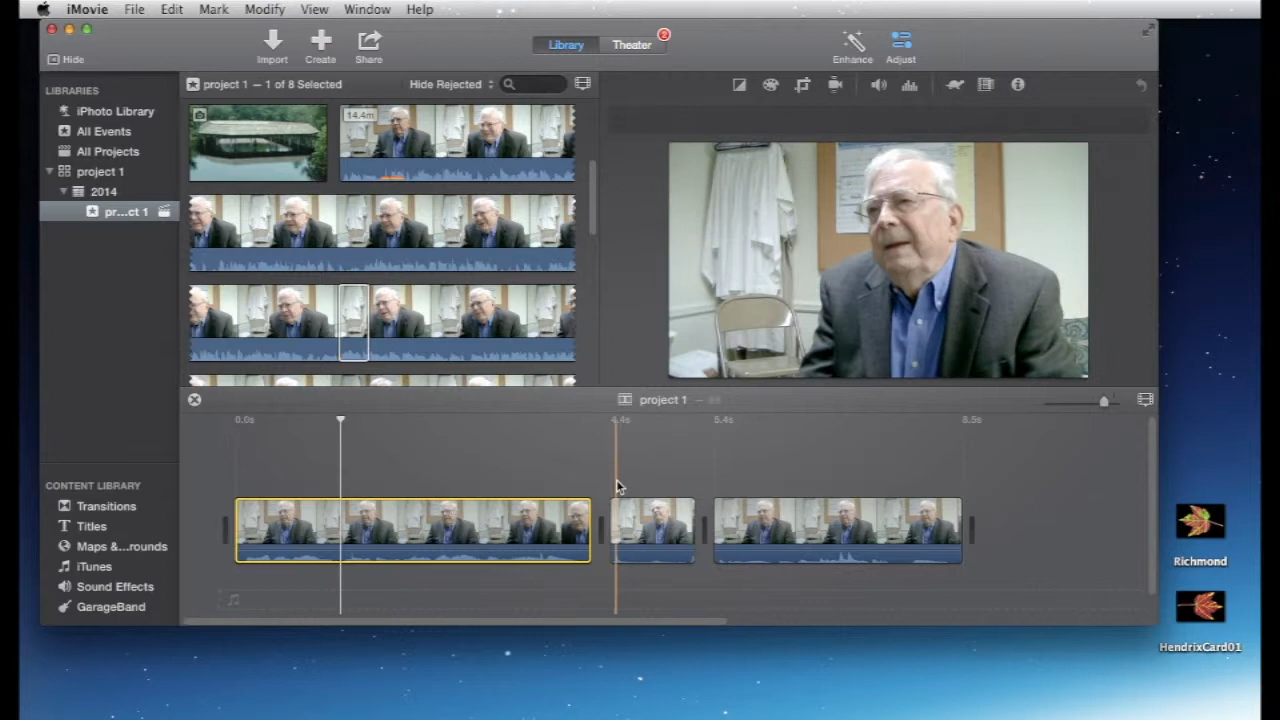 iMovie File Edit Mark Modify View Window Help
Hide
Import Create Share
Library Theater 2
Enhance Adjust
LIBRARIES
iPhoto Library
All Events
All Projects
project 1
2014
pr...ct 1
project 1 — 1 of 8 Selected Hide Rejected
14.4m
project 1 —
0.0s 4.4s 5.4s 8.5s
CONTENT LIBRARY
Transitions
T Titles
Maps &...rounds
iTunes
Sound Effects
GarageBand
Richmond
HendrixCard01